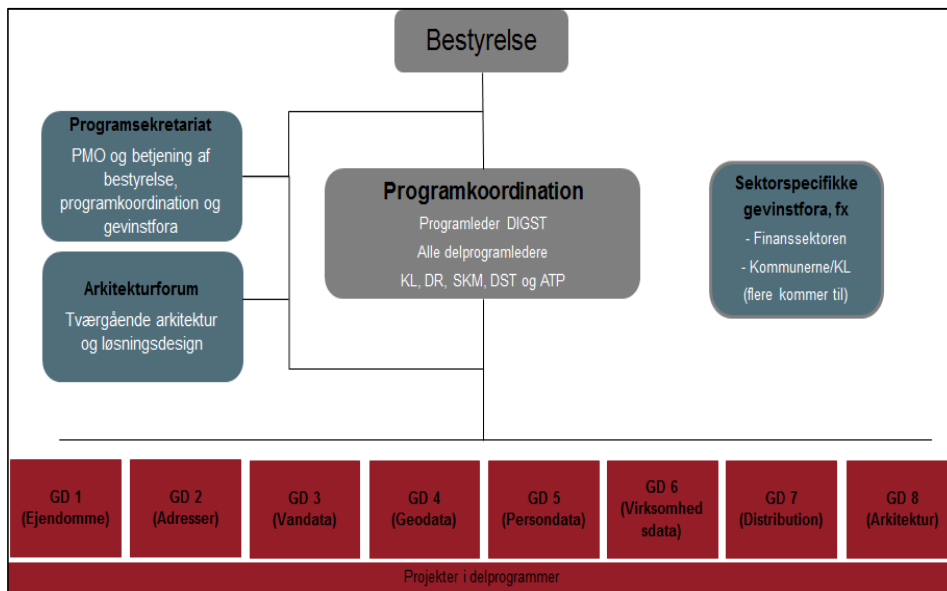 Bestyrelse
Programsekretariat
PMO og betjening af
bestyrelse,
programkoordination og
gevinstfora
Arkitekturforum
Tværgående arkitektur
og løsningsdesign
Programkoordination
Programleder DIGST
Alle delprogramledere
KL, DR, SKM, DST og ATP
Sektorspecifikke
gevinstfora, fx
- Finanssektoren
- Kommunerne/KL
(flere kommer til)
GD 1
(Ejendomme)
GD 2
(Adresser)
GD 3
(Vandata)
GD 4
(Geodata)
GD 5
(Persondata)
GD 6
(Virksomhed
sdata)
GD 7
(Distribution)
GD 8
(Arkitektur)
Projekter i delprogrammer